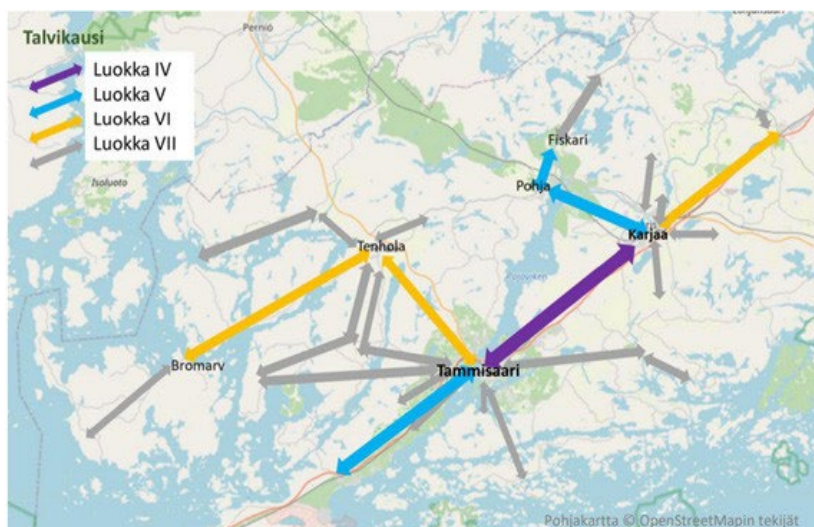 Talvikausi
Luokka IV
Luokka V
Luokka VI
Luokka VII
Perniö
Isoluoto
Fiskari
Pohja
Karjaa
Tenhola
Pojoviken
Bromarv
Tammisaari
Pohjakartta © OpenStreetMapin tekijät